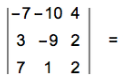 |-7 -10 4|
|3 -9 2| =
|7 1 2|